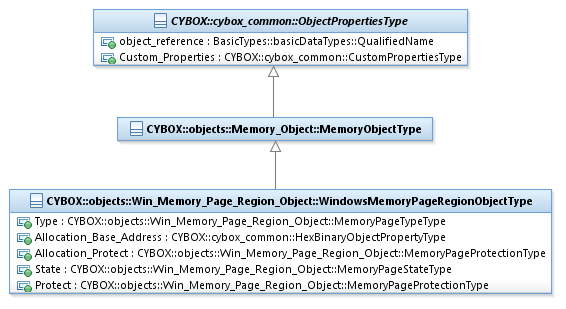 CYBOX::cybox_common::ObjectPropertiesType
object_reference : BasicTypes::basicDataTypes::QualifiedName
Custom_Properties : CYBOX::cybox_common::CustomPropertiesType
CYBOX::objects::Memory_Object::MemoryObjectType
CYBOX::objects::Win_Memory_Page_Region_Object::WindowsMemoryPageRegionObjectType
Type : CYBOX::objects::Win_Memory_Page_Region_Object::MemoryPageTypeType
Allocation_Base_Address : CYBOX::cybox_common::HexBinaryObjectPropertyType
Allocation_Protect : CYBOX::objects::Win_Memory_Page_Region_Object::MemoryPageProtectionType
State : CYBOX::objects::Win_Memory_Page_Region_Object::MemoryPageStateType
Protect : CYBOX::objects::Win_Memory_Page_Region_Object::MemoryPageProtectionType